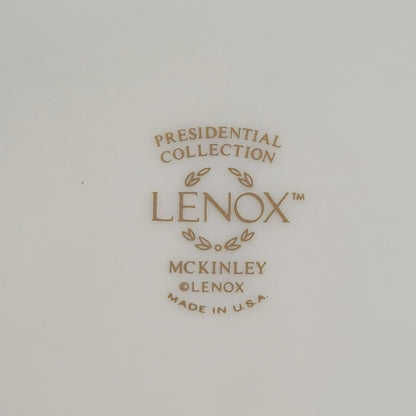 PRESIDENTIAL
COLLECTION
LENOX™
MCKINLEY
©LENOX
MADE IN U.S.A.